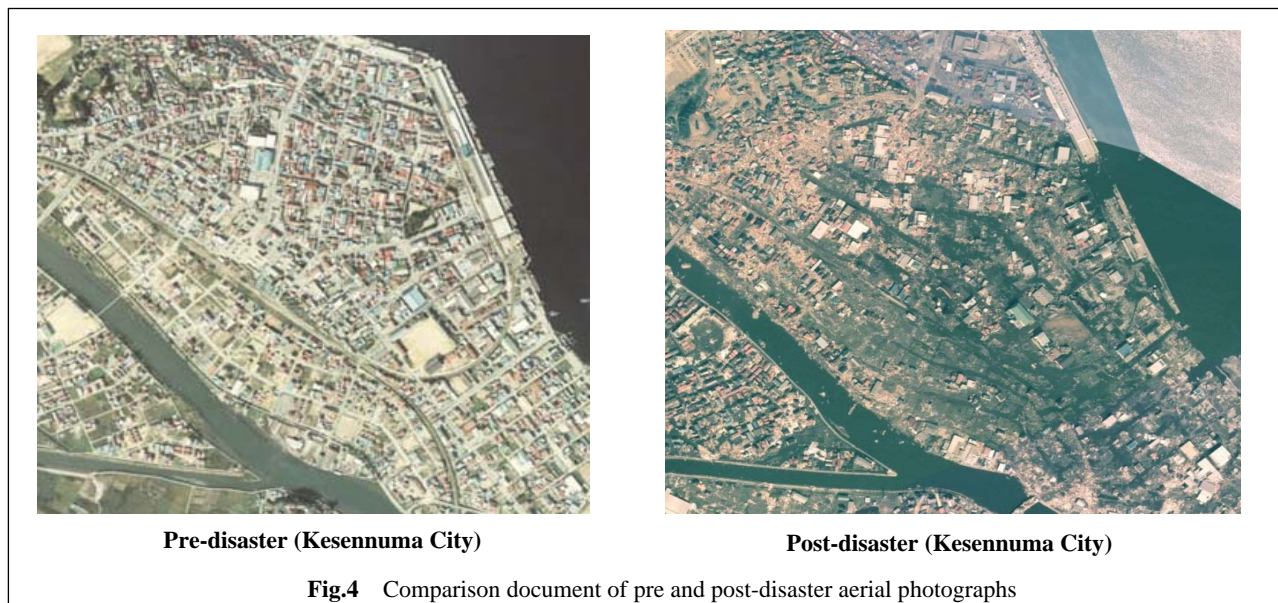 Pre-disaster (Kesennuma City)
Post-disaster (Kesennuma City)
Fig.4 Comparison document of pre and post-disaster aerial photographs